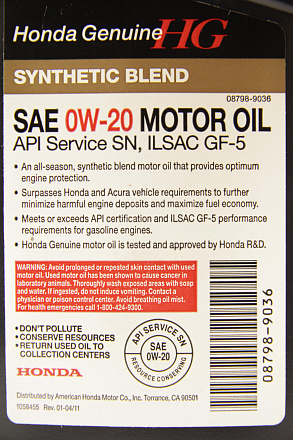 Honda Genuine HG
SYNTHETIC BLEND
08798-9036
SAE 0W-20 MOTOR OIL
API Service SN, ILSAC GF-5
• An all-season, synthetic blend motor oil that provides optimum
engine protection.
• Surpasses Honda and Acura vehicle requirements to further
minimize harmful engine deposits and maximize fuel economy.
• Meets or exceeds API certification and ILSAC GF-5 performance
requirements for gasoline engines.
• Honda Genuine motor oil is tested and approved by Honda R&D.
WARNING: Avoid prolonged or repeated skin contact with used
motor oil. Used motor oil has been shown to cause cancer in
laboratory animals. Thoroughly wash exposed areas with soap
and water. If ingested, do not induce vomiting. Contact a
physician or poison control center. Avoid breathing oil mist.
For health emergencies call 1-800-424-9300.
• DON'T POLLUTE
• CONSERVE RESOURCES
• RETURN USED OIL TO
COLLECTION CENTERS
HONDA
API SERVICE SN
SAE
0W-20
RESOURCE CONSERVING
08798-9036
Distributed by American Honda Motor Co., Inc. Torrance, CA 90501
1058455 Rev. 01-04/11